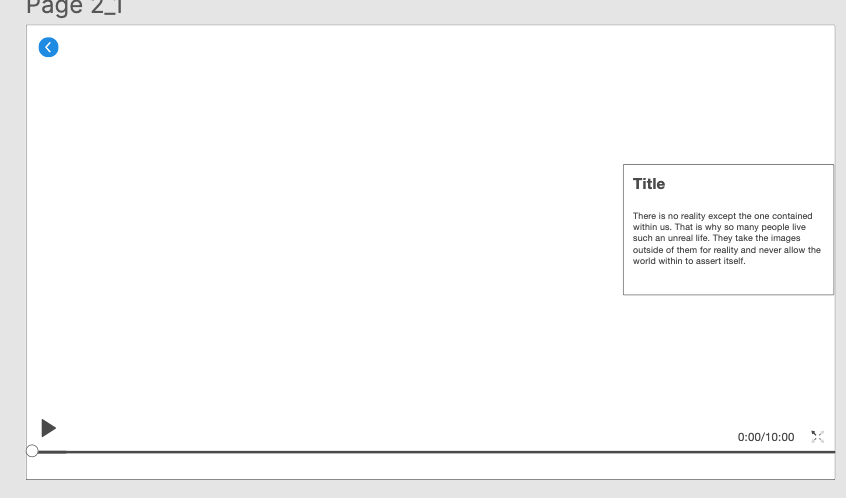 Page 2_1
Title
There is no reality except the one contained
within us. That is why so many people live
such an unreal life. They take the images
outside of them for reality and never allow the
world within to assert itself.
0:00/10:00